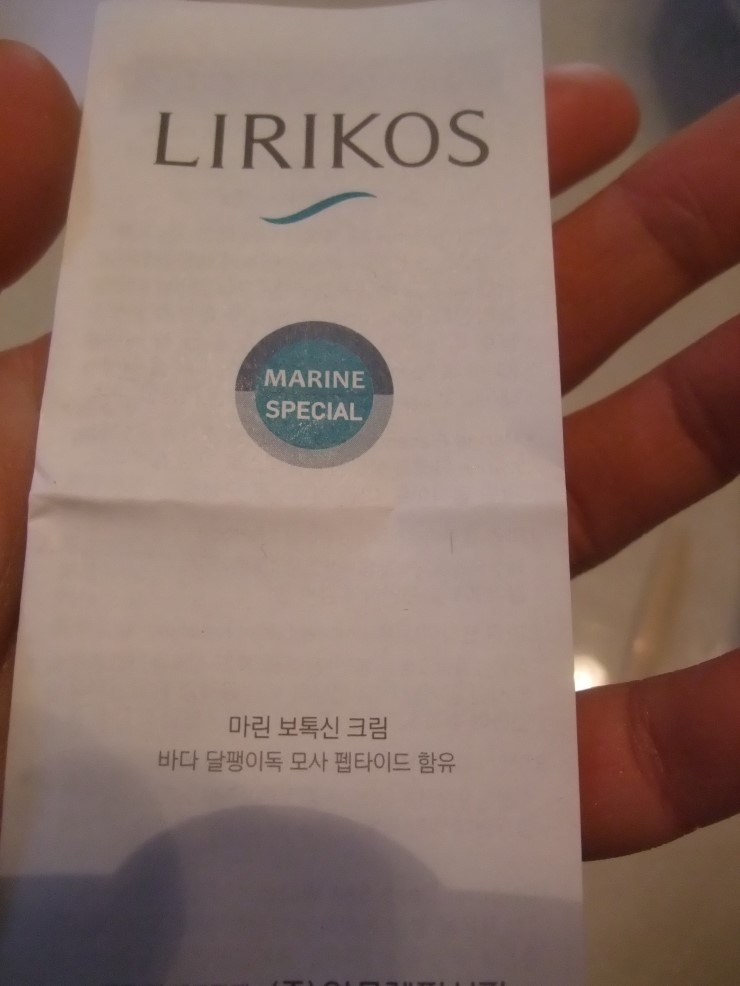 LIRIKOS
MARINE
SPECIAL
마린 보톡신 크림
바다 달팽이독 모사 펩타이드 함유